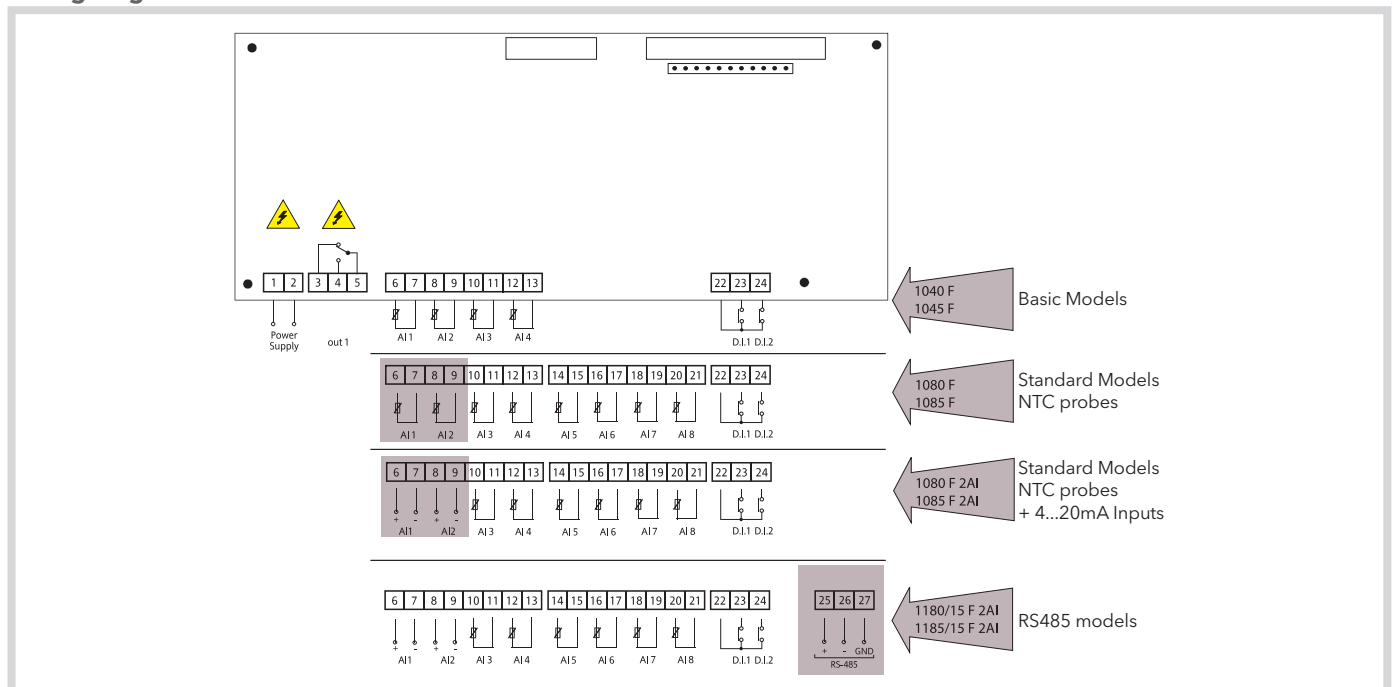 1 2 3 4 5 6 7 8 9 10 11 12 13 22 23 24
Power
Supply
out 1
AI 1 AI 2 AI 3 AI 4
D.I.1 D.I.2
1040 F
1045 F
Basic Models
6 7 8 9 10 11 12 13 14 15 16 17 18 19 20 21 22 23 24
AI 1 AI 2 AI 3 AI 4 AI 5 AI 6 AI 7 AI 8 D.I.1 D.I.2
1080 F
1085 F
Standard Models
NTC probes
6 7 8 9 10 11 12 13 14 15 16 17 18 19 20 21 22 23 24
+ - + -
AI1 AI2 AI 3 AI 4 AI 5 AI 6 AI 7 AI 8 D.I.1 D.I.2
1080 F 2AI
1085 F 2AI
Standard Models
NTC probes
+ 4...20mA Inputs
6 7 8 9 10 11 12 13 14 15 16 17 18 19 20 21 22 23 24 25 26 27
+ - + -
AI1 AI2 AI 3 AI 4 AI 5 AI 6 AI 7 AI 8 D.I.1 D.I.2
+ - GND
RS-485
1180/15 F 2AI
1185/15 F 2AI
RS485 models